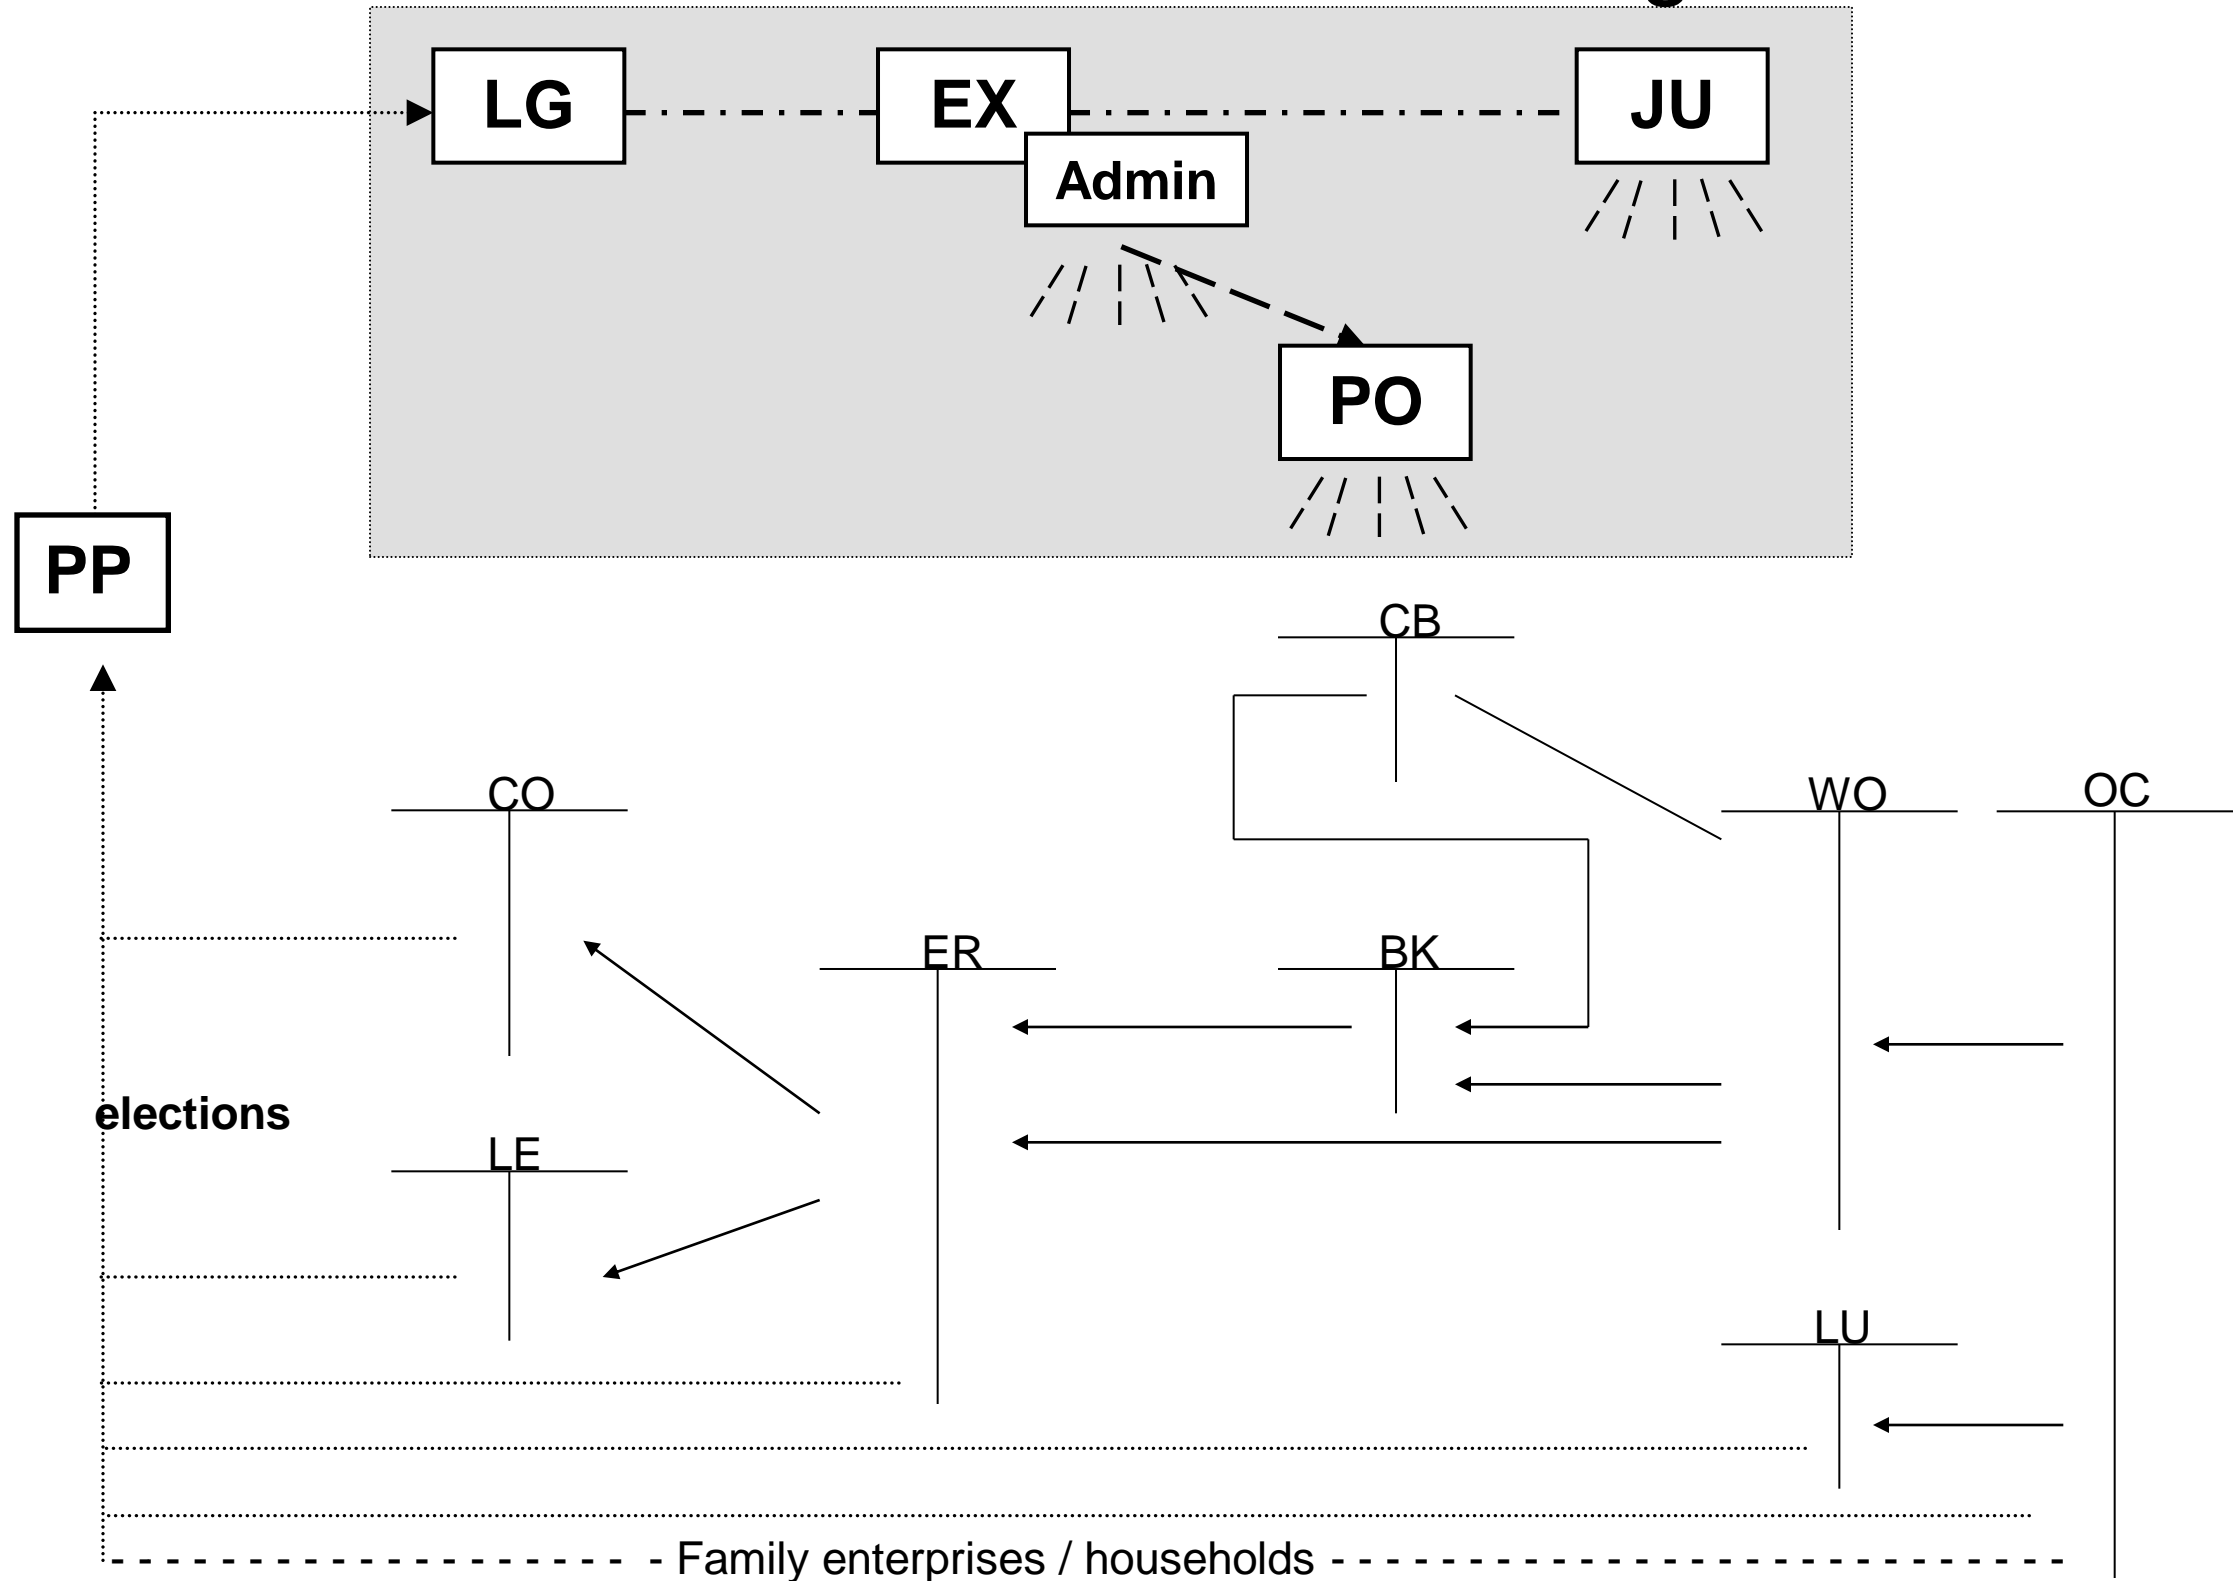 LG
EX
JU
Admin
PO
PP
CB
CO
WO
OC
ER
BK
elections
LE
LU
Family enterprises / households